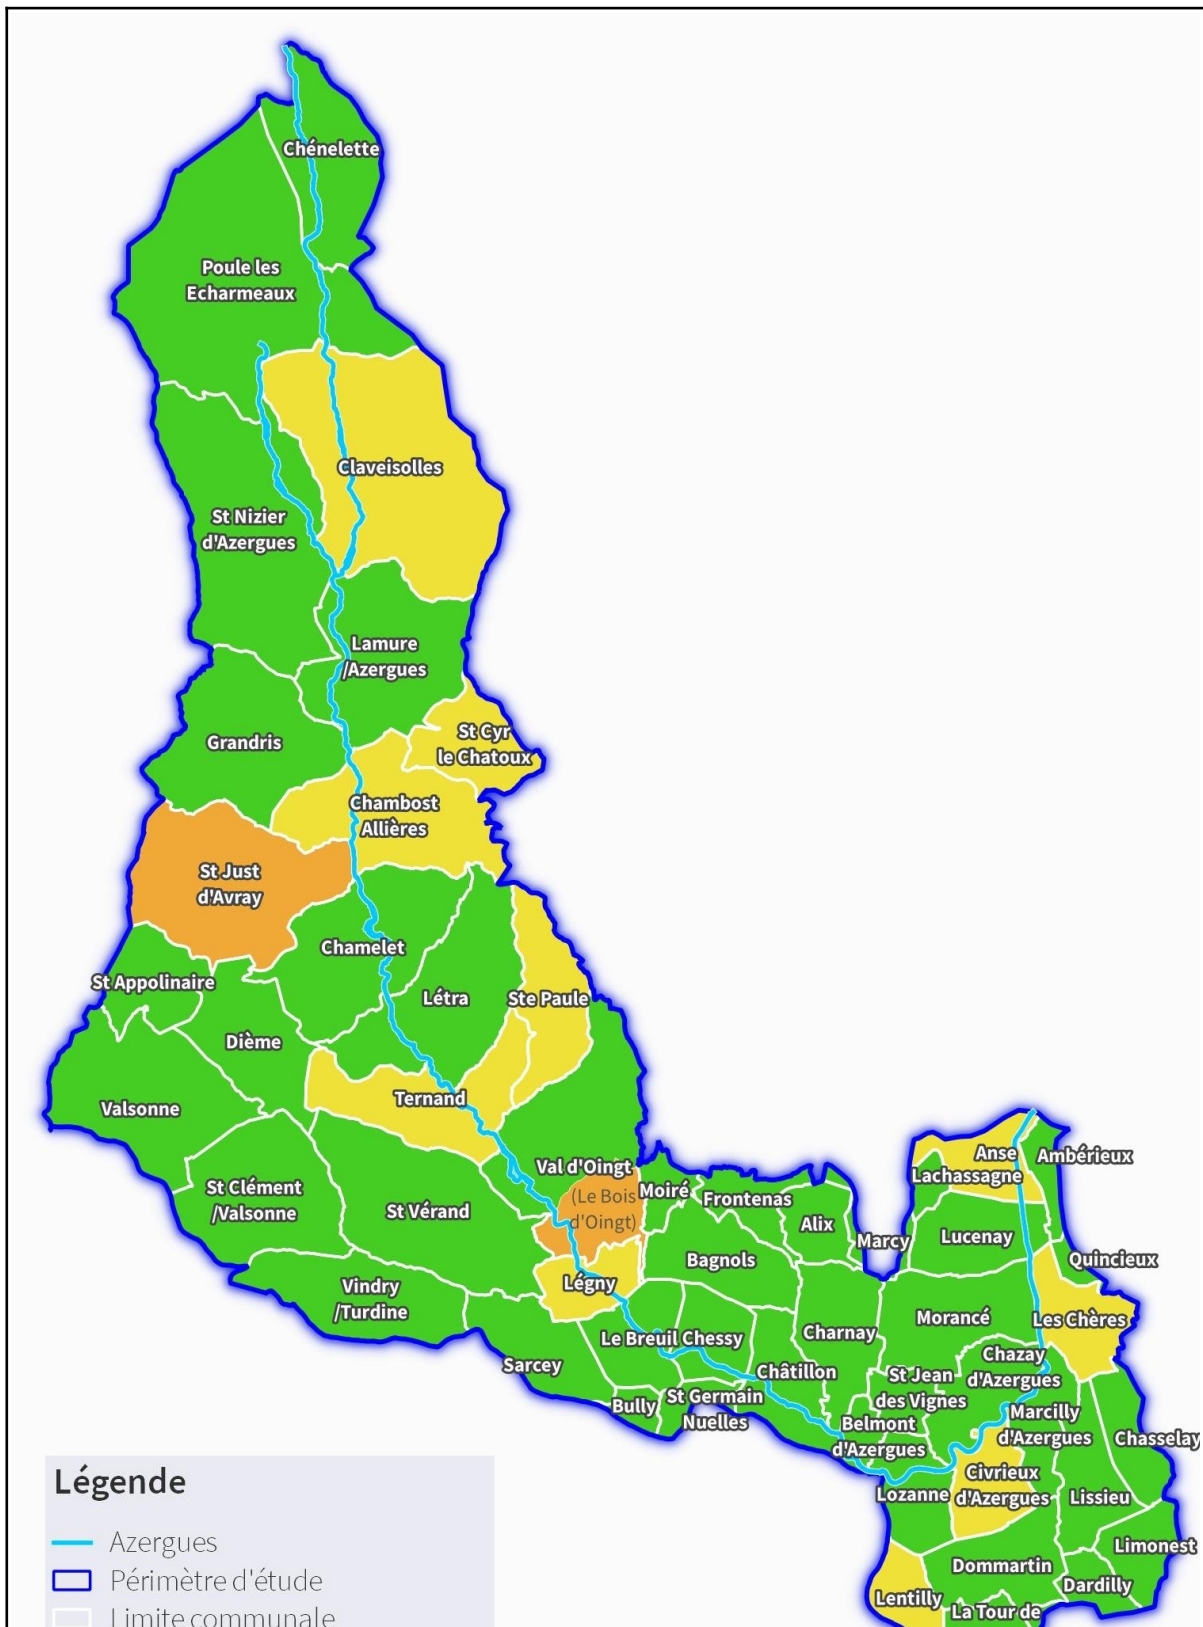 Chénelette
Poule les
Echarmeaux
Claveisolles
St Nizier
d'Azergues
Lamure
/Azergues
St Cyr
le Chatoux
Grandris
Chambost
Allières
St Just
d'Avray
Chamelet
St Appolinaire
Létra
Ste Paule
Dième
Ternand
Valsonne
Anse
Ambérieux
Lachassagne
Val d'Oingt
(Le Bois
d'Oingt)
Moiré
Frontenas
St Clément
/Valsonne
St Vérand
Alix
Marcy
Lucenay
Bagnols
Quincieux
Vindry
/Turdine
Légny
Morancé
Les Chères
Le Breuil
Chessy
Charnay
Sarcey
Châtillon
Chazay
d'Azergues
St Jean
des Vignes
Bully
St Germain
Nuelles
Marcilly
d'Azergues
Belmont
d'Azergues
Chasselay
Civrieux
d'Azergues
Lozanne
Lissieu
Limonest
Dommartin
Dardilly
Lentilly
La Tour de
Légende
Azergues
Périmètre d'étude
Limite communale